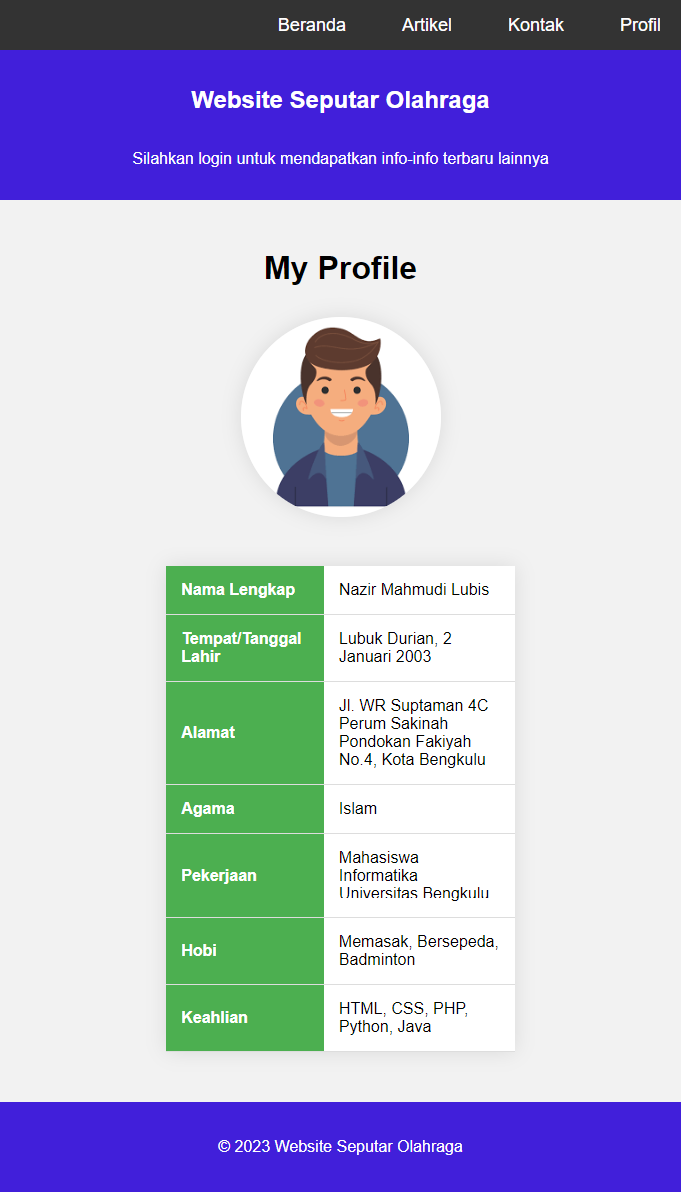 Beranda Artikel Kontak Profil
Website Seputar Olahraga
Silahkan login untuk mendapatkan info-info terbaru lainnya
My Profile
Nama Lengkap Nazir Mahmudi Lubis
Tempat/Tanggal Lahir Lubuk Durian, 2
Januari 2003
Alamat Jl. WR Suptaman 4C
Perum Sakinah
Pondokan Fakiyah
No.4, Kota Bengkulu
Agama Islam
Pekerjaan Mahasiswa
Informatika
Universitas Bengkulu
Hobi Memasak, Bersepeda,
Badminton
Keahlian HTML, CSS, PHP,
Python, Java
© 2023 Website Seputar Olahraga